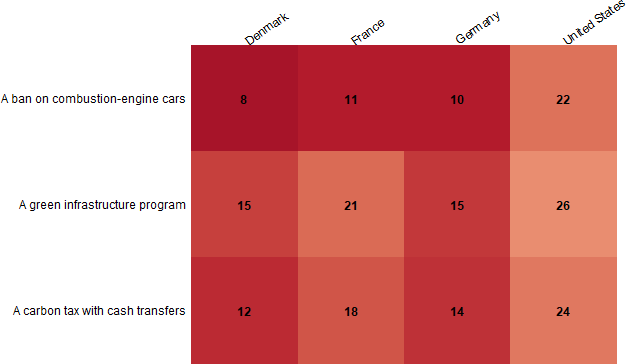 Denmark France Germany United States
A ban on combustion-engine cars 8 11 10 22
A green infrastructure program 15 21 15 26
A carbon tax with cash transfers 12 18 14 24